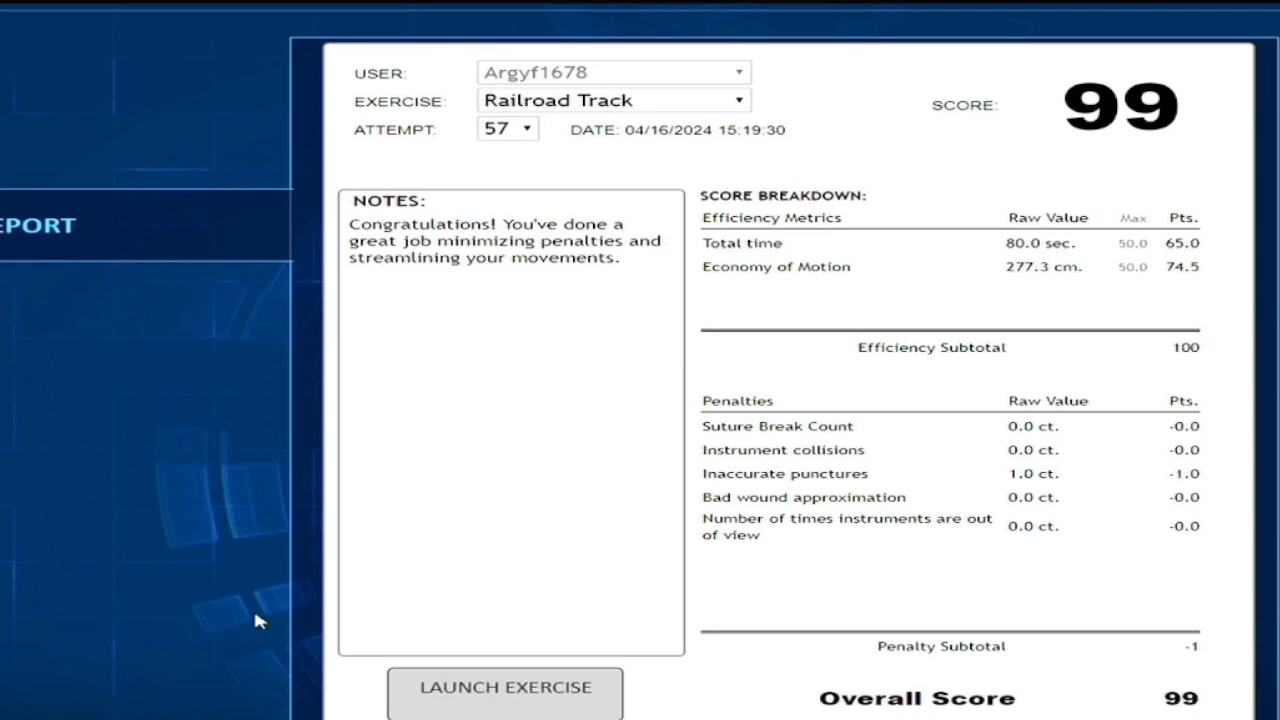 USER: Argyf1678
EXERCISE: Railroad Track
ATTEMPT: 57 DATE: 04/16/2024 15:19:30
SCORE: 99
EPORT
NOTES:
Congratulations! You've done a
great job minimizing penalties and
streamlining your movements.
LAUNCH EXERCISE
SCORE BREAKDOWN:
Efficiency Metrics Raw Value Max Pts.
Total time 80.0 sec. 50.0 65.0
Economy of Motion 277.3 cm. 50.0 74.5
Efficiency Subtotal 100
Penalties Raw Value Pts.
Suture Break Count 0.0 ct. -0.0
Instrument collisions 0.0 ct. -0.0
Inaccurate punctures 1.0 ct. -1.0
Bad wound approximation 0.0 ct. -0.0
Number of times instruments are out
of view 0.0 ct. -0.0
Penalty Subtotal -1
Overall Score 99